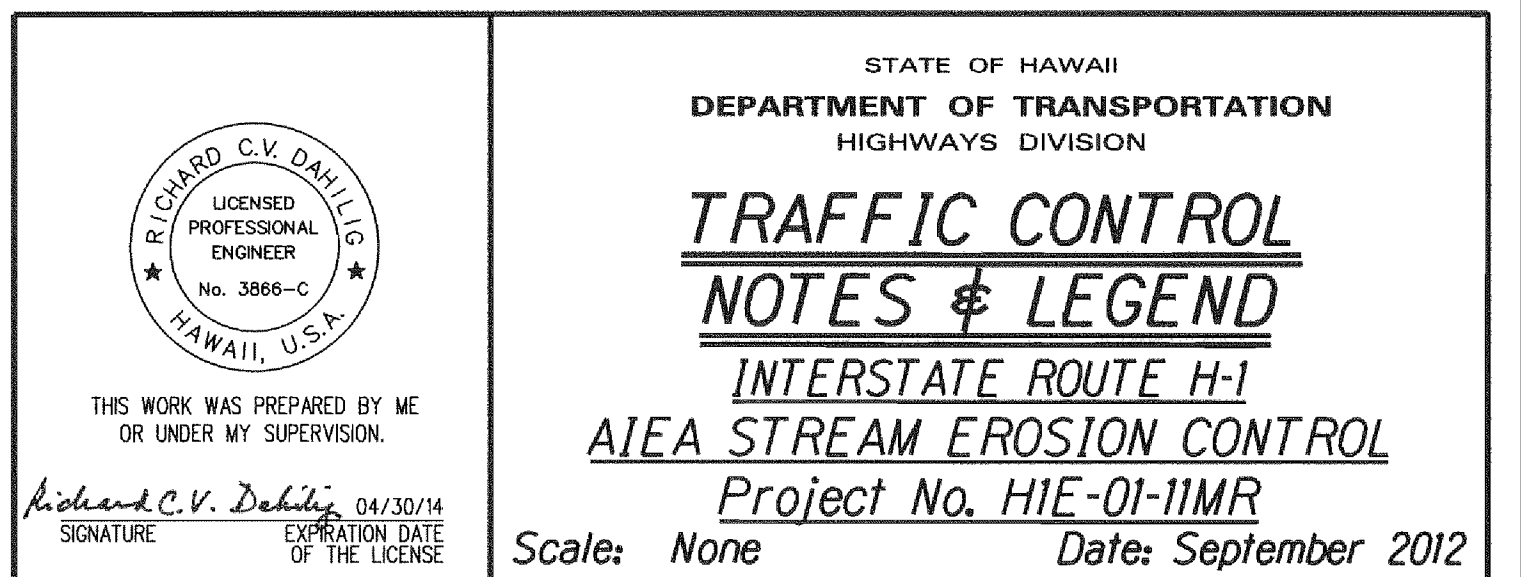 RICHARD C.V. DAHILIG
LICENSED
PROFESSIONAL
ENGINEER
No. 3866-C
HAWAII, U.S.A.
THIS WORK WAS PREPARED BY ME
OR UNDER MY SUPERVISION.
Richard C.V. Dahilig 04/30/14
SIGNATURE EXPIRATION DATE
OF THE LICENSE
STATE OF HAWAII
DEPARTMENT OF TRANSPORTATION
HIGHWAYS DIVISION
TRAFFIC CONTROL
NOTES & LEGEND
INTERSTATE ROUTE H-1
AIEA STREAM EROSION CONTROL
Project No. H1E-01-11MR
Scale: None Date: September 2012